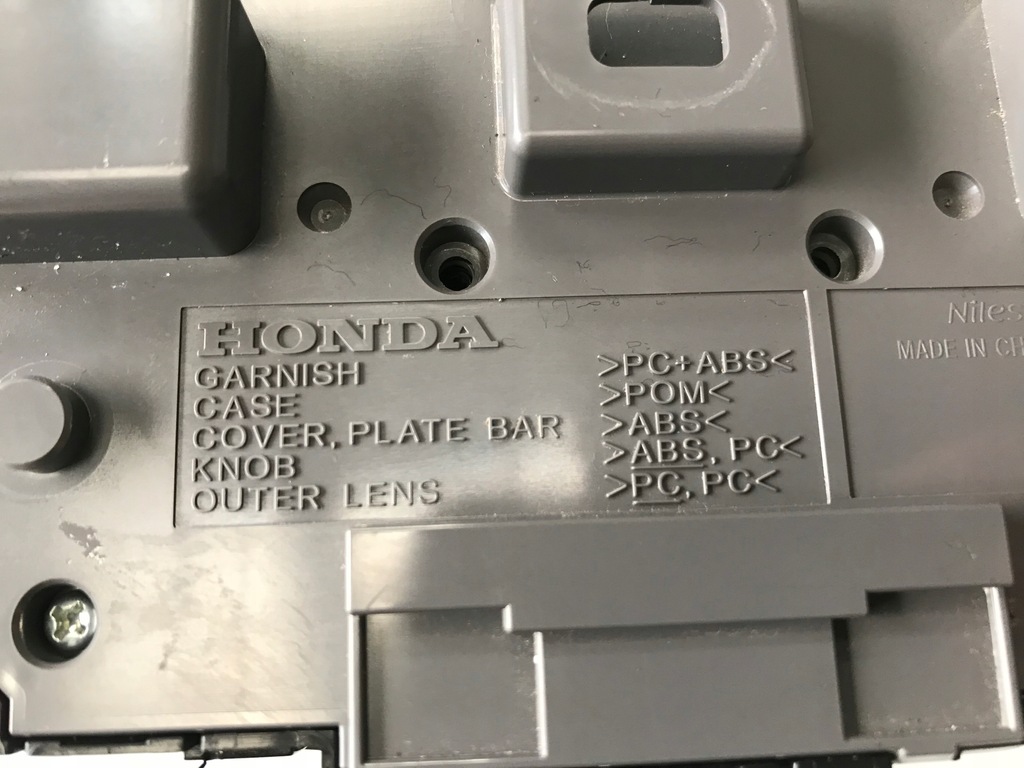 HONDA
GARNISH >PC+ABS<
CASE >POM<
COVER, PLATE BAR >ABS<
KNOB >ABS, PC<
OUTER LENS >PC, PC<
Niles
MADE IN CH